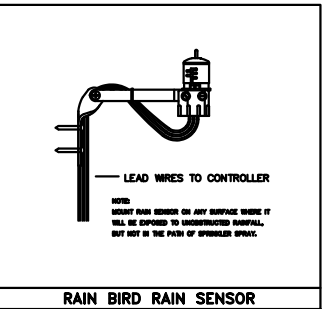 LEAD WIRES TO CONTROLLER
NOTE:
MOUNT RAIN SENSOR ON ANY SURFACE WHERE IT
WILL BE EXPOSED TO UNOBSTRUCTED RAINFALL,
BUT NOT IN THE PATH OF SPRINKLER SPRAY.
RAIN BIRD RAIN SENSOR